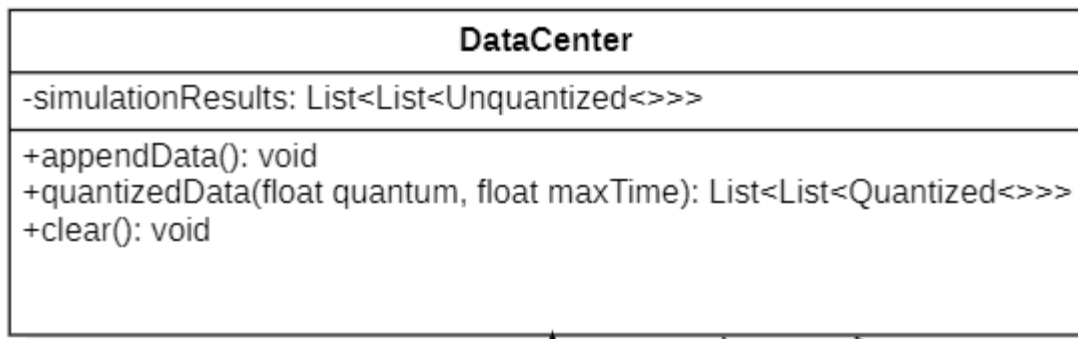 DataCenter
-simulationResults: List<List<Unquantized<>>>
+appendData(): void
+quantizedData(float quantum, float maxTime): List<List<Quantized<>>>
+clear(): void